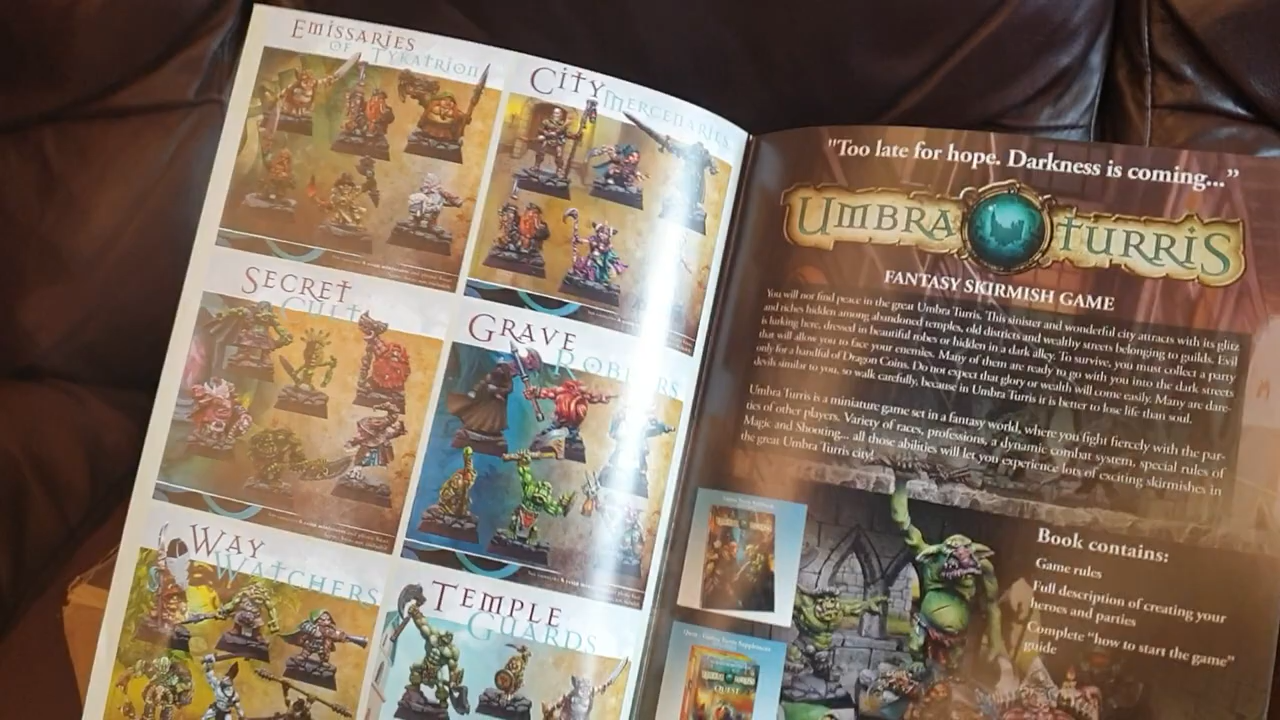 EMISSARIES
OF TYKATRION
CITY
MERCENARIES
SECRET
CULT
GRAVE
ROBBERS
WAY
WATCHERS
TEMPLE
GUARDS
"Too late for hope. Darkness is coming..."
UMBRA TURRIS
FANTASY SKIRMISH GAME
You will not find peace in the great Umbra Turris. This sinister and wonderful city attracts with its glitz
and riches hidden among abandoned temples, old districts and wealthy streets belonging to guilds. Evil
is lurking here, dressed in beautiful robes or hidden in a dark alley. To survive, you must collect a party
that will allow you to face your enemies. Many of them are ready to go with you into the dark streets
only for a handful of Dragon Coins. Do not expect that glory or wealth will come easily. Many are dare-
devils similar to you, so walk carefully, because in Umbra Turris it is better to lose life than soul.
Umbra Turris is a miniature game set in a fantasy world, where you fight fiercely with the par-
ties of other players. Variety of races, professions, a dynamic combat system, special rules of
Magic and Shooting... all those abilities will let you experience lots of exciting skirmishes in
the great Umbra Turris city!
Book contains:
Game rules
Full description of creating your
heroes and parties
Complete "how to start the game"
guide
QUEST